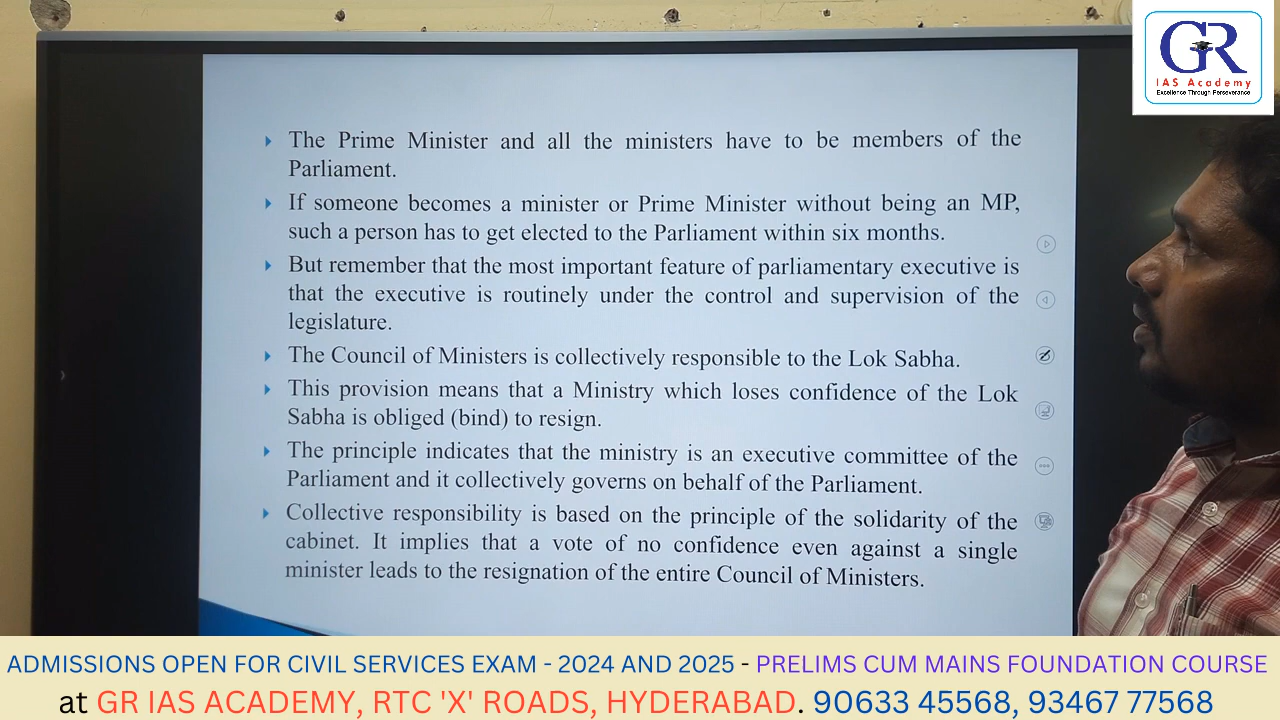 GR
IAS Academy
Excellence Through Perseverance
The Prime Minister and all the ministers have to be members of the
Parliament.
If someone becomes a minister or Prime Minister without being an MP,
such a person has to get elected to the Parliament within six months.
But remember that the most important feature of parliamentary executive is
that the executive is routinely under the control and supervision of the
legislature.
The Council of Ministers is collectively responsible to the Lok Sabha.
This provision means that a Ministry which loses confidence of the Lok
Sabha is obliged (bind) to resign.
The principle indicates that the ministry is an executive committee of the
Parliament and it collectively governs on behalf of the Parliament.
Collective responsibility is based on the principle of the solidarity of the
cabinet. It implies that a vote of no confidence even against a single
minister leads to the resignation of the entire Council of Ministers.
ADMISSIONS OPEN FOR CIVIL SERVICES EXAM - 2024 AND 2025 - PRELIMS CUM MAINS FOUNDATION COURSE
at GR IAS ACADEMY, RTC 'X' ROADS, HYDERABAD. 90633 45568, 93467 77568